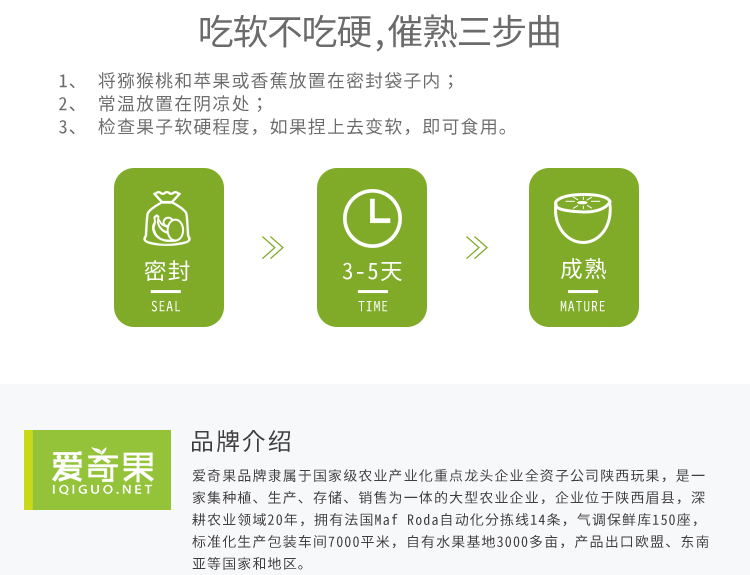 吃软不吃硬,催熟三步曲
1、 将猕猴桃和苹果或香蕉放置在密封袋子内；
2、 常温放置在阴凉处；
3、 检查果子软硬程度，如果捏上去变软，即可食用。
密封
SEAL
3-5天
TIME
成熟
MATURE
爱奇果
IQIGUO.NET
品牌介绍
爱奇果品牌隶属于国家级农业产业化重点龙头企业全资子公司陕西玩果，是一
家集种植、生产、存储、销售为一体的大型农业企业，企业位于陕西眉县，深
耕农业领域20年，拥有法国Maf Roda自动化分拣线14条，气调保鲜库150座，
标准化生产包装车间7000平米，自有水果基地3000多亩，产品出口欧盟、东南
亚等国家和地区。